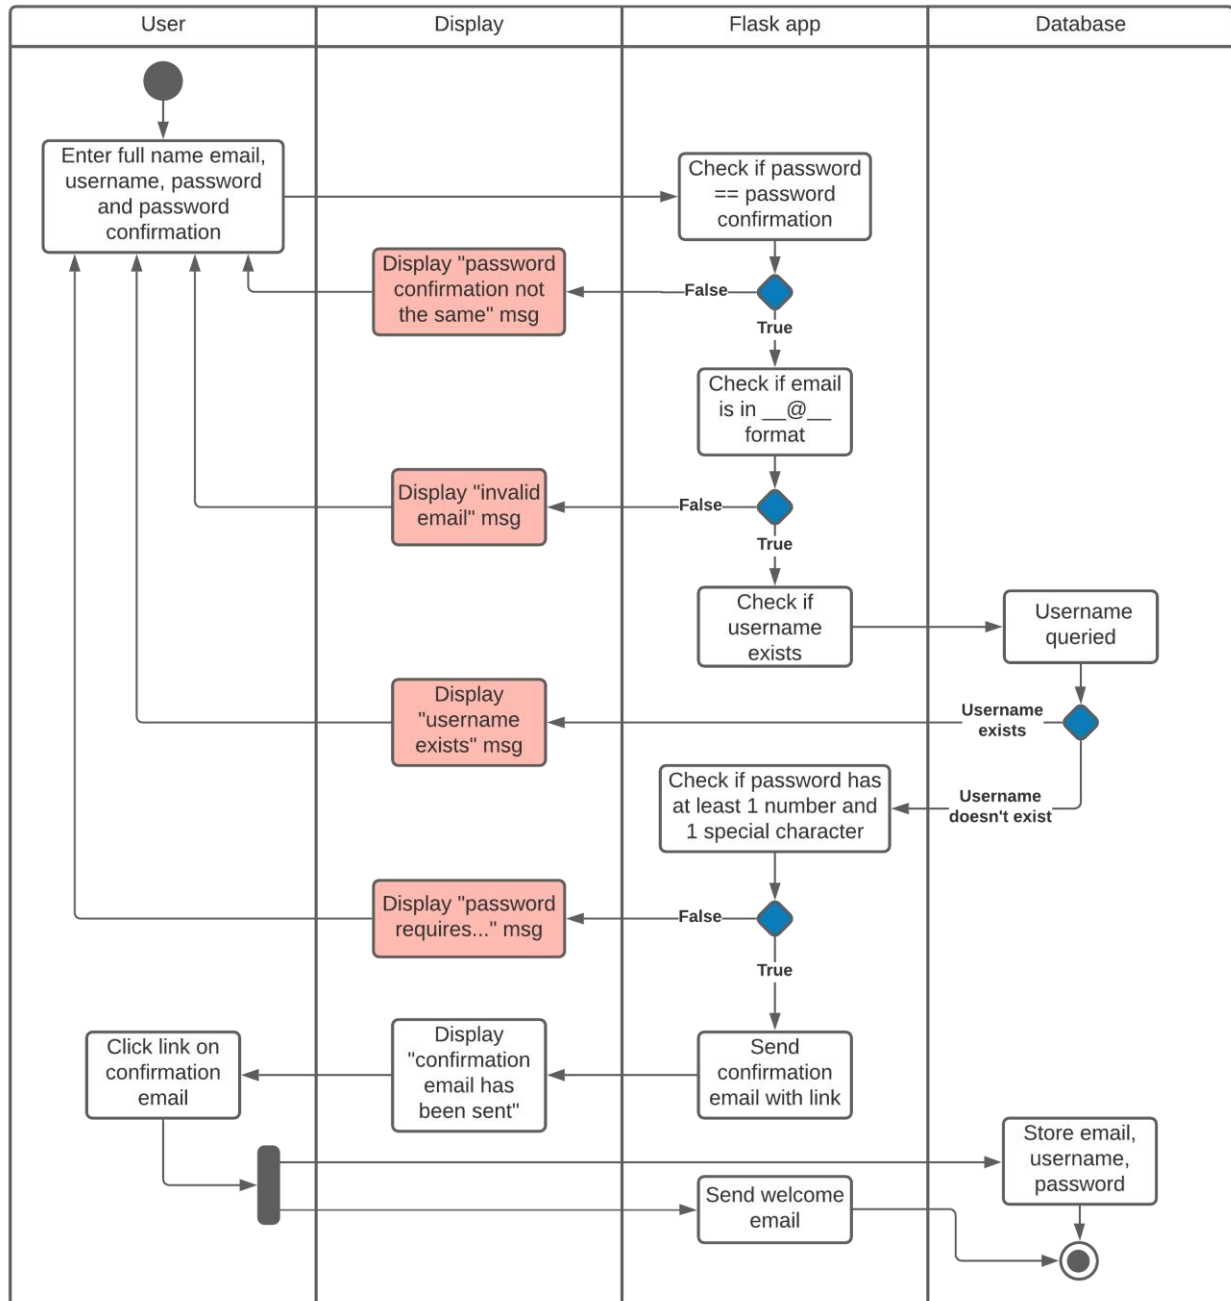 User
Display
Flask app
Database
Enter full name email,
username, password
and password
confirmation
Check if password
== password
confirmation
Display "password
confirmation not
the same" msg
False
True
Check if email
is in __@__
format
Display "invalid
email" msg
False
True
Check if
username
exists
Username
queried
Display
"username
exists" msg
Username
exists
Check if password has
at least 1 number and
1 special character
Username
doesn't exist
Display "password
requires..." msg
False
True
Click link on
confirmation
email
Display
"confirmation
email has
been sent"
Send
confirmation
email with link
Store email,
username,
password
Send welcome
email